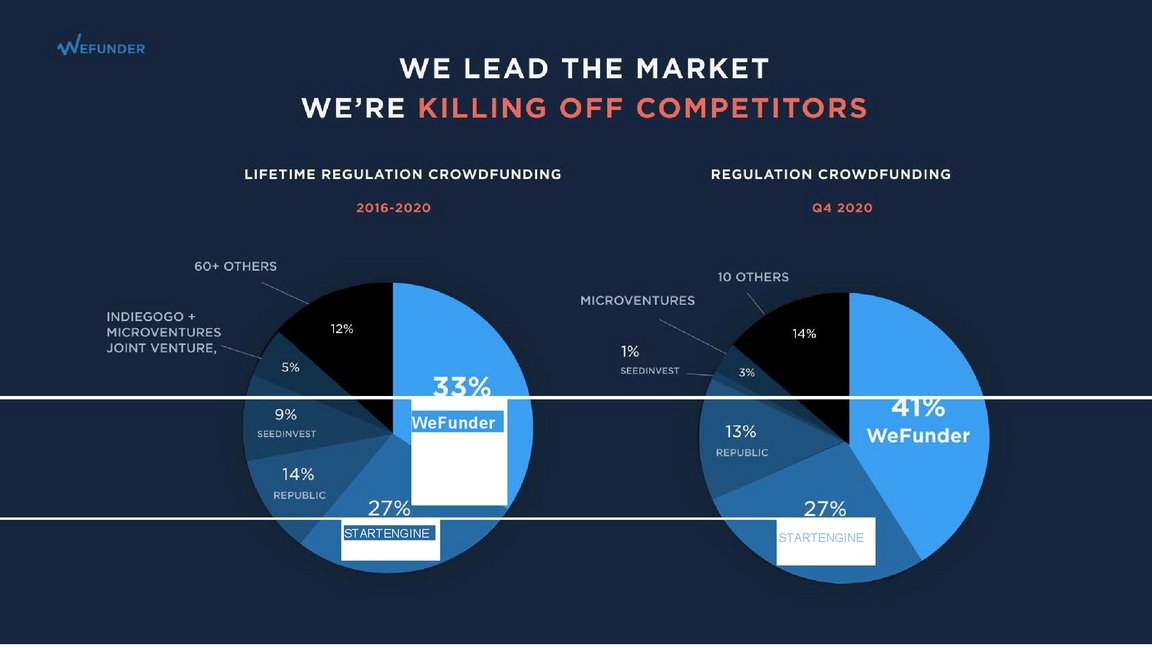 WEFUNDER
WE LEAD THE MARKET
WE'RE KILLING OFF COMPETITORS
LIFETIME REGULATION CROWDFUNDING
2016-2020
60+ OTHERS
INDIEGOGO +
MICROVENTURES
JOINT VENTURE,
12%
5%
33%
WeFunder
9%
SEEDINVEST
14%
REPUBLIC
27%
STARTENGINE
REGULATION CROWDFUNDING
Q4 2020
10 OTHERS
MICROVENTURES
14%
1%
SEEDINVEST
3%
41%
WeFunder
13%
REPUBLIC
27%
STARTENGINE